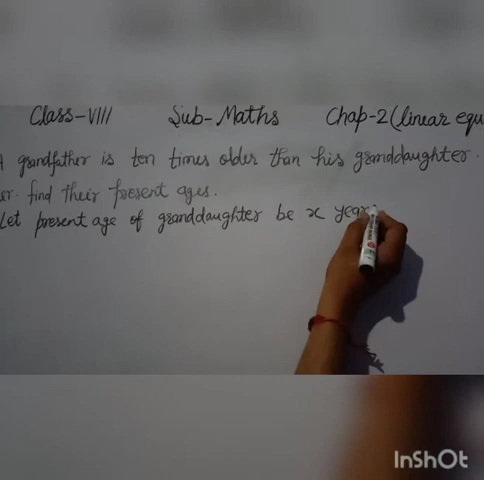 Class-VIII Sub- Maths Chap-2(linear equ
A grandfather is ten times older than his granddaughter.
er. find their present ages.
Let present age of granddaughter be x year
InShOt